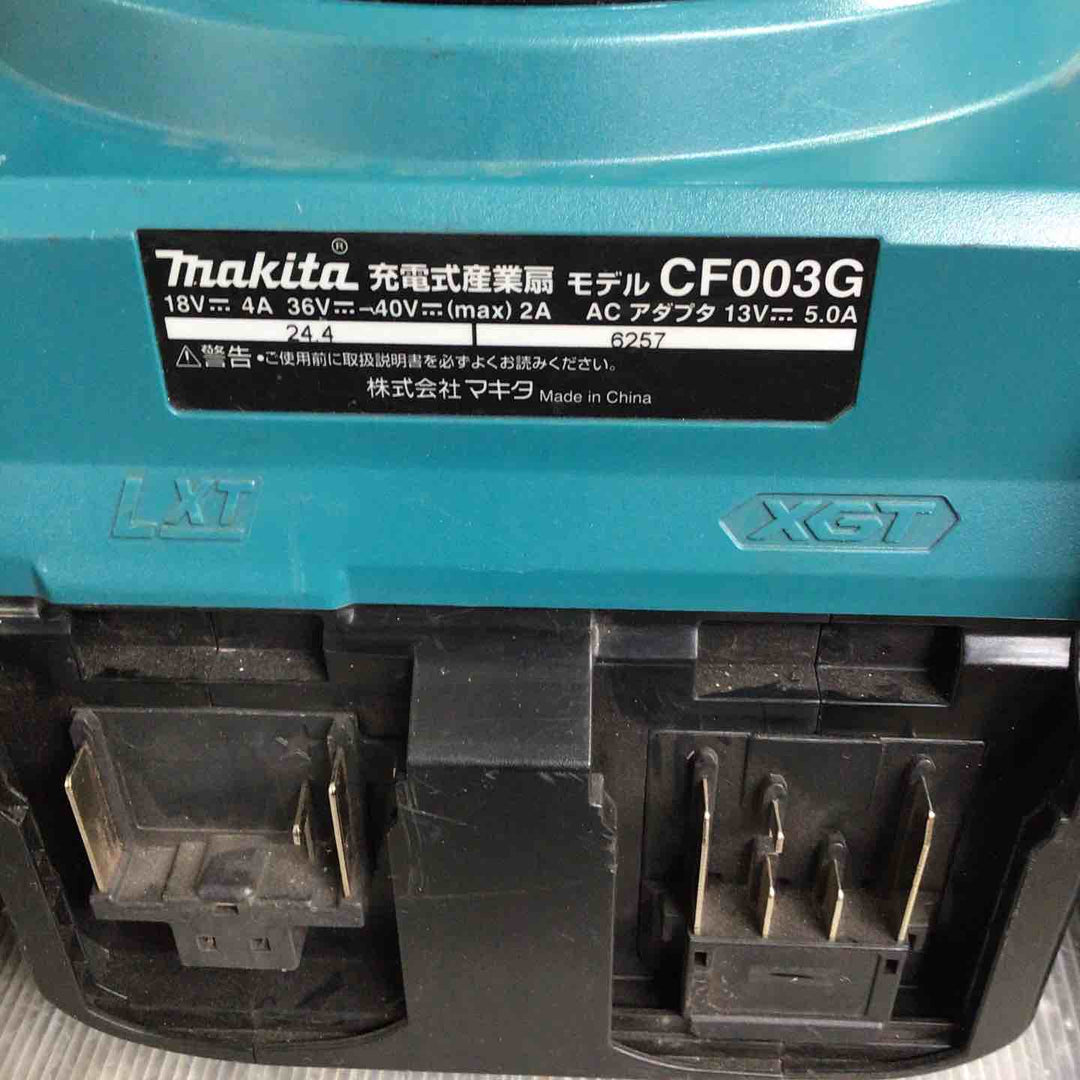 makita® 充電式産業扇 モデル CF003G
18V⎓ 4A 36V⎓–40V⎓(max) 2A AC アダプタ 13V⎓ 5.0A
24.4 6257
⚠警告 •ご使用前に取扱説明書を必ずよくお読みください。
株式会社 マキタ Made in China
LXT XGT